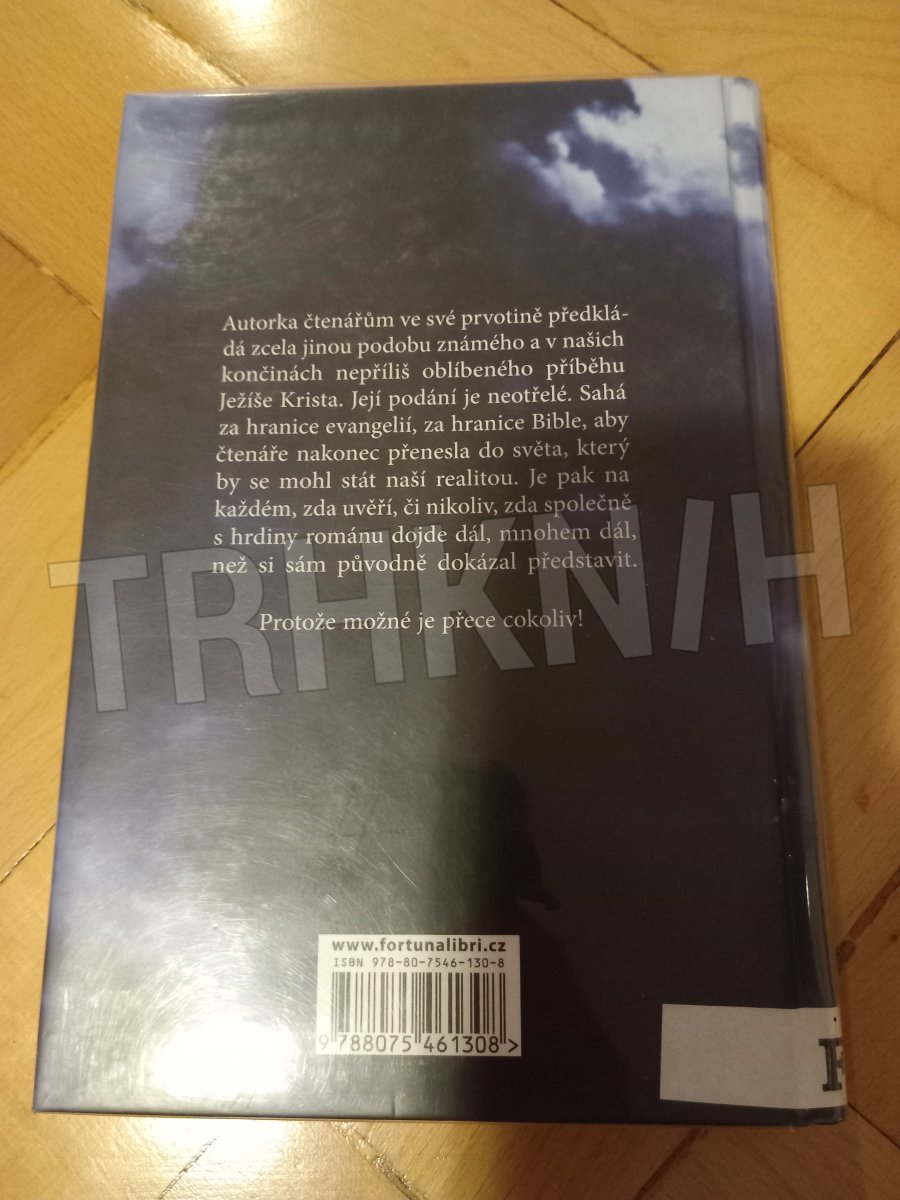 Autorka čtenářům ve své prvotině předklá-
dá zcela jinou podobu známého a v našich
končinách nepříliš oblíbeného příběhu
Ježíše Krista. Její podání je neotřelé. Sahá
za hranice evangelií, za hranice Bible, aby
čtenáře nakonec přenesla do světa, který
by se mohl stát naší realitou. Je pak na
každém, zda uvěří, či nikoliv, zda společně
s hrdiny románu dojde dál, mnohem dál,
než si sám původně dokázal představit.
TRHKNIH
Protože možné je přece cokoliv!
www.fortunalibri.cz
ISBN 978-80-7546-130-8
9 788075 461308 >